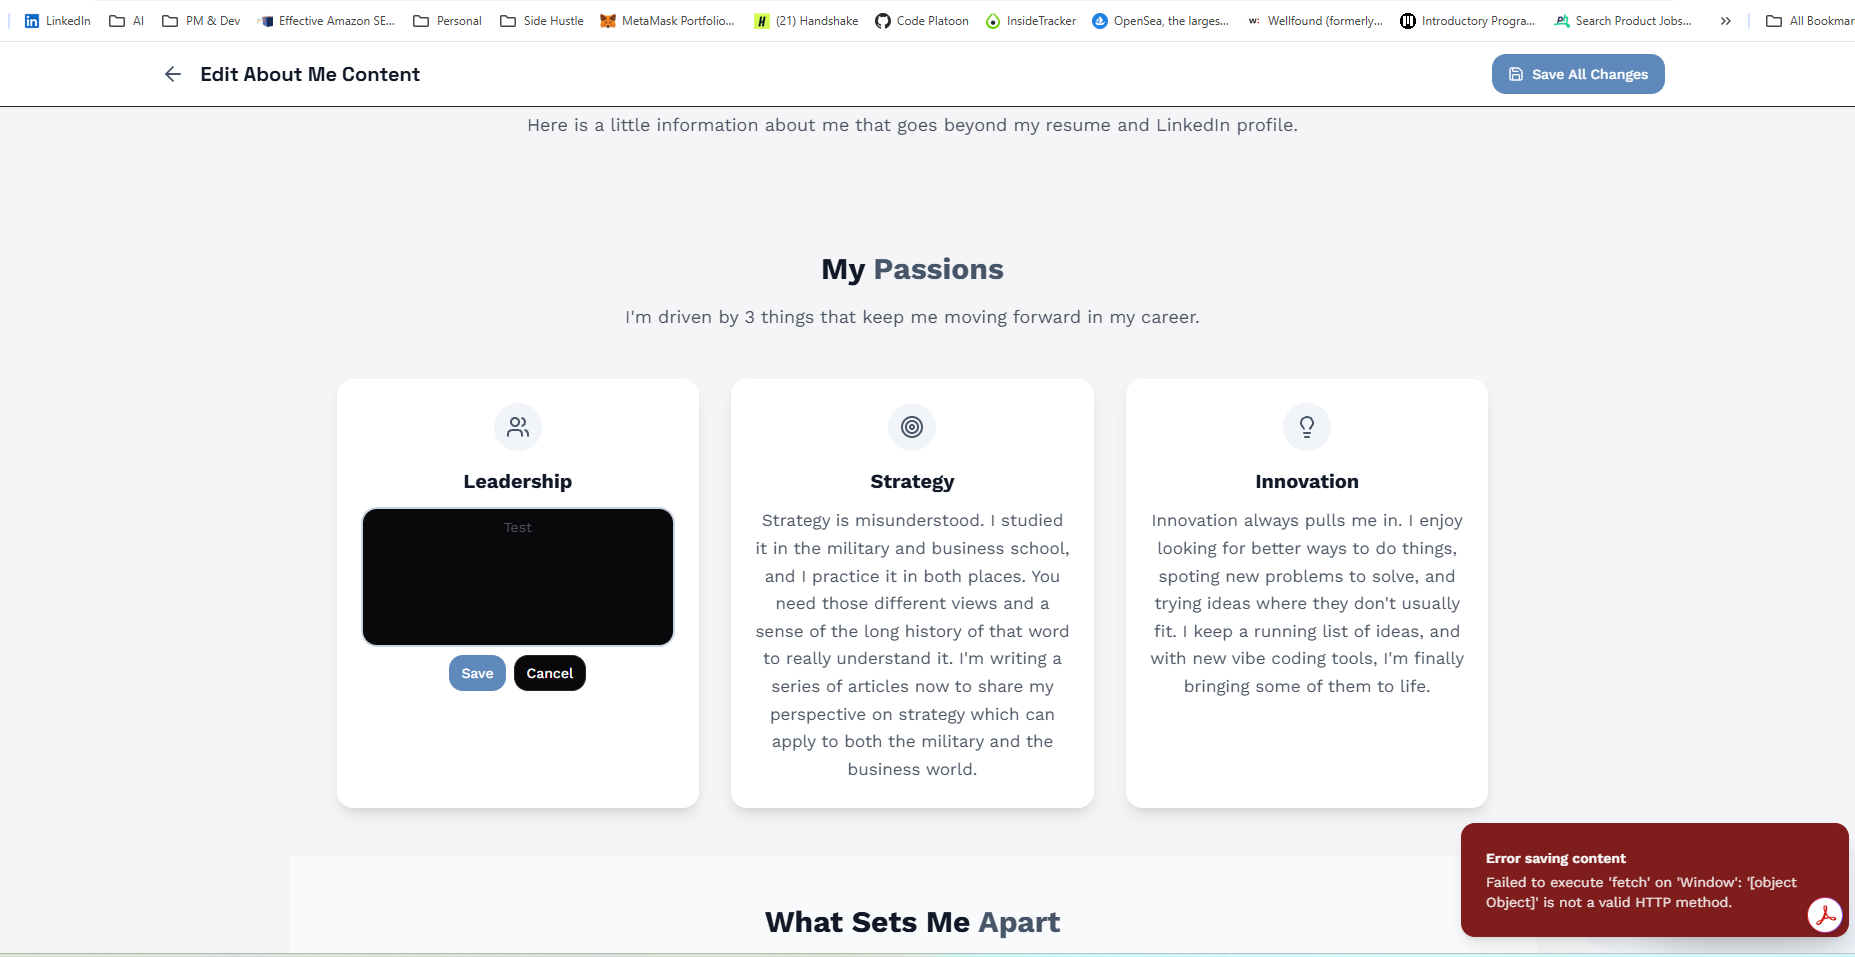 LinkedIn AI PM & Dev Effective Amazon SE... Personal Side Hustle MetaMask Portfolio... (21) Handshake Code Platoon InsideTracker OpenSea, the larges... W: Wellfound (formerly... Introductory Progra... Search Product Jobs... » All Bookmar
Edit About Me Content
Save All Changes
Here is a little information about me that goes beyond my resume and LinkedIn profile.
My Passions
I'm driven by 3 things that keep me moving forward in my career.
Leadership
Test
Save Cancel
Strategy
Strategy is misunderstood. I studied
it in the military and business school,
and I practice it in both places. You
need those different views and a
sense of the long history of that word
to really understand it. I'm writing a
series of articles now to share my
perspective on strategy which can
apply to both the military and the
business world.
Innovation
Innovation always pulls me in. I enjoy
looking for better ways to do things,
spoting new problems to solve, and
trying ideas where they don't usually
fit. I keep a running list of ideas, and
with new vibe coding tools, I'm finally
bringing some of them to life.
What Sets Me Apart
Error saving content
Failed to execute 'fetch' on 'Window': '[object
Object]' is not a valid HTTP method.